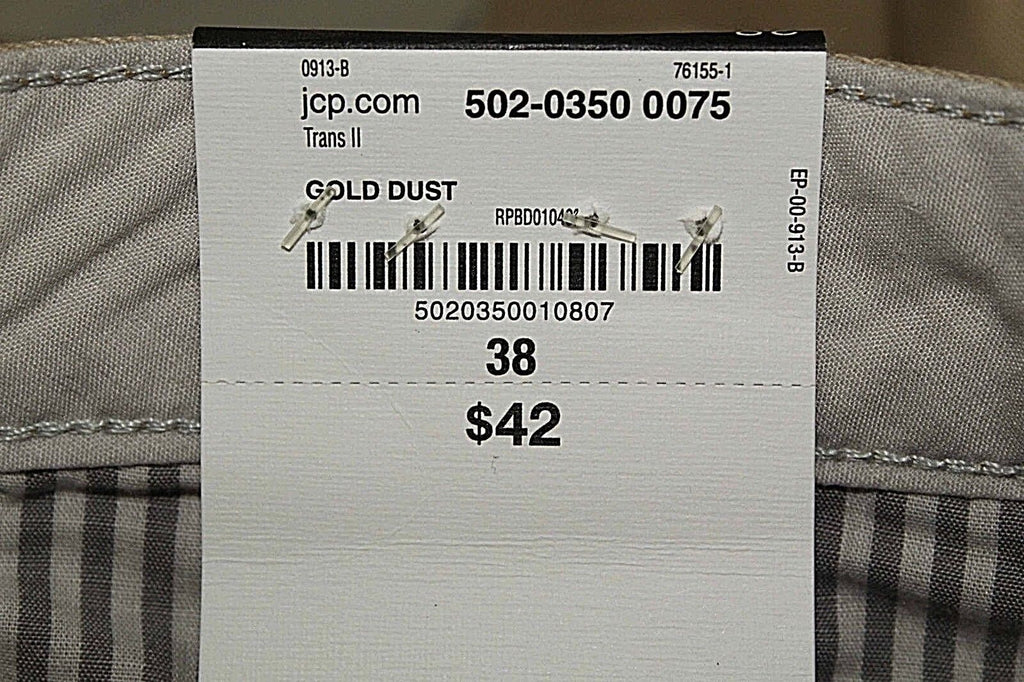 0913-B 76155-1
jcp.com 502-0350 0075
Trans II
GOLD DUST
5020350010807
38
$42
EP-00-913-B